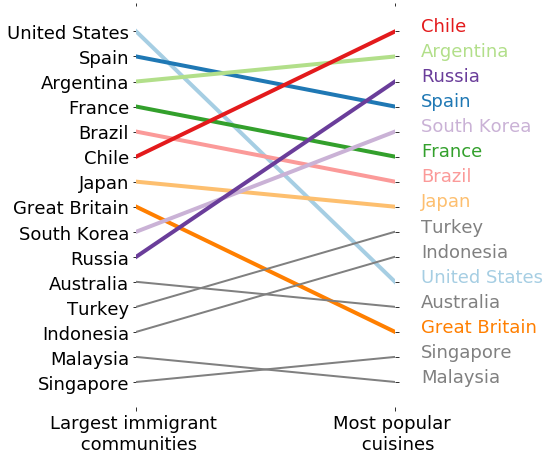 United States
Spain
Argentina
France
Brazil
Chile
Japan
Great Britain
South Korea
Russia
Australia
Turkey
Indonesia
Malaysia
Singapore
Chile
Argentina
Russia
Spain
South Korea
France
Brazil
Japan
Turkey
Indonesia
United States
Australia
Great Britain
Singapore
Malaysia
Largest immigrant
communities
Most popular
cuisines